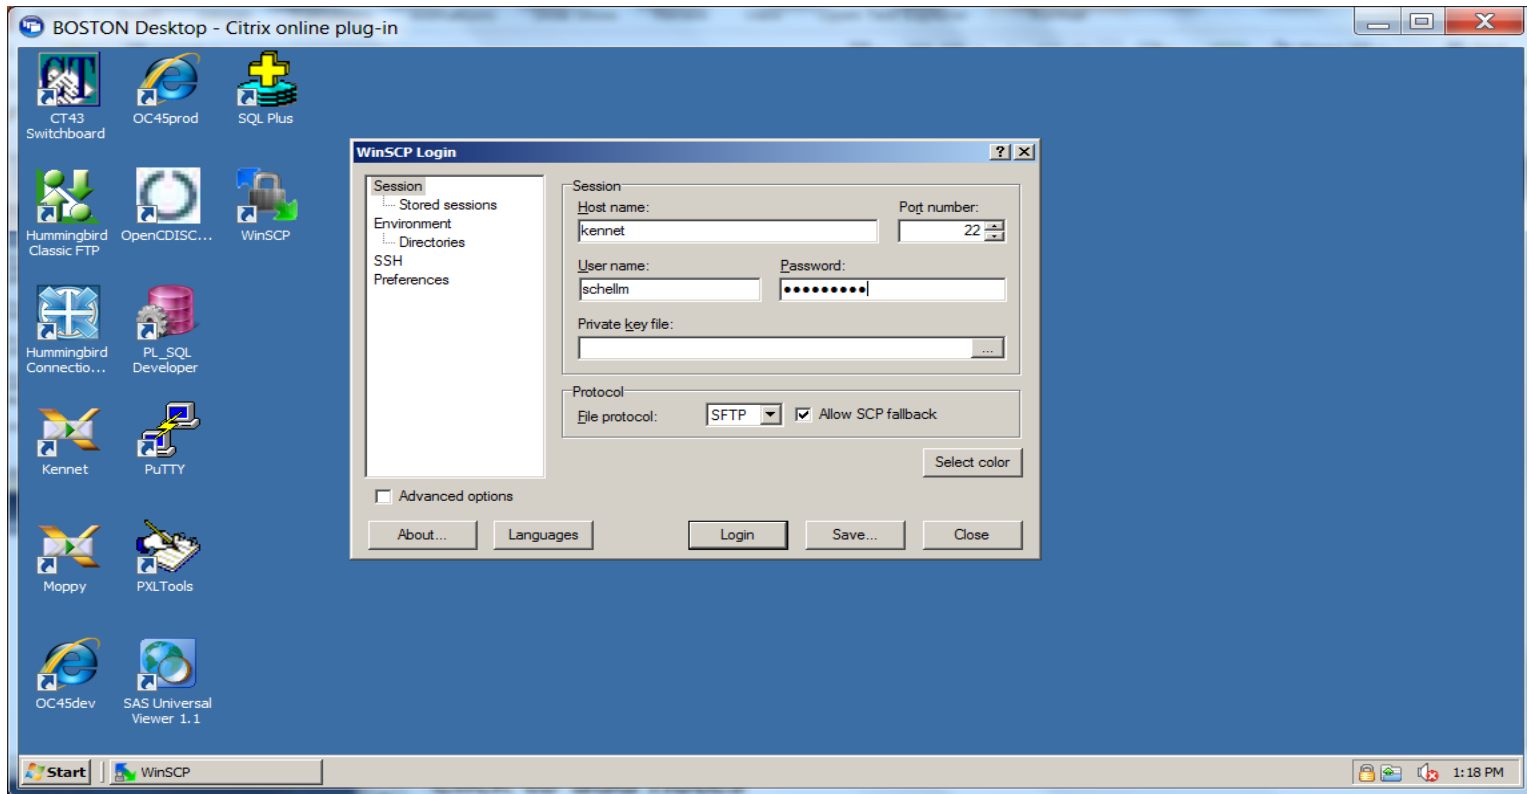 BOSTON Desktop - Citrix online plug-in
CT43
Switchboard
OC45prod
SQL Plus
Hummingbird
Classic FTP
OpenCDISC...
WinSCP
Hummingbird
Connectio...
PL_SQL
Developer
Kennet
PuTTY
Moppy
PXLTools
OC45dev
SAS Universal
Viewer 1.1
WinSCP Login
Session
Stored sessions
Environment
Directories
SSH
Preferences
Session
Host name:
Port number:
kennet
22
User name:
Password:
schellm
●●●●●●●●●
Private key file:
...
Protocol
File protocol:
SFTP
Allow SCP fallback
Select color
Advanced options
About...
Languages
Login
Save...
Close
Start
WinSCP
1:18 PM